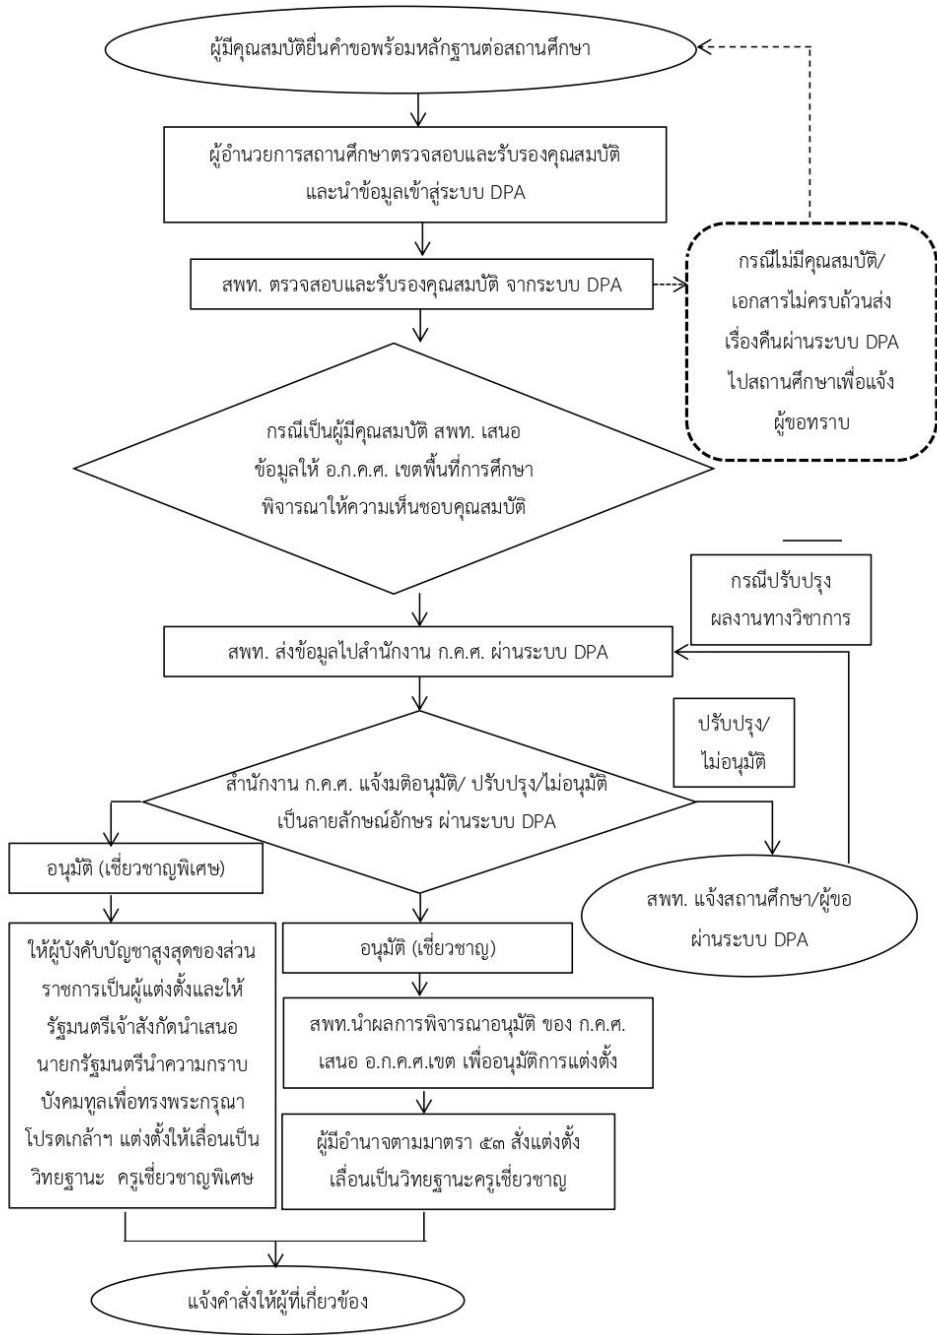 ผู้มีคุณสมบัติยื่นคำขอพร้อมหลักฐานต่อสถานศึกษา
ผู้อำนวยการสถานศึกษาตรวจสอบและรับรองคุณสมบัติ
และนำข้อมูลเข้าสู่ระบบ DPA
สพท. ตรวจสอบและรับรองคุณสมบัติ จากระบบ DPA
กรณีไม่มีคุณสมบัติ/
เอกสารไม่ครบถ้วนส่ง
เรื่องคืนผ่านระบบ DPA
ไปสถานศึกษาเพื่อแจ้ง
ผู้ขอทราบ
กรณีเป็นผู้มีคุณสมบัติ สพท. เสนอ
ข้อมูลให้ อ.ก.ค.ศ. เขตพื้นที่การศึกษา
พิจารณาให้ความเห็นชอบคุณสมบัติ
กรณีปรับปรุง
ผลงานทางวิชาการ
สพท. ส่งข้อมูลไปสำนักงาน ก.ค.ศ. ผ่านระบบ DPA
ปรับปรุง/
ไม่อนุมัติ
สำนักงาน ก.ค.ศ. แจ้งมติอนุมัติ/ ปรับปรุง/ไม่อนุมัติ
เป็นลายลักษณ์อักษร ผ่านระบบ DPA
อนุมัติ (เชี่ยวชาญพิเศษ)
สพท. แจ้งสถานศึกษา/ผู้ขอ
ผ่านระบบ DPA
ให้ผู้บังคับบัญชาสูงสุดของส่วน
ราชการเป็นผู้แต่งตั้งและให้
รัฐมนตรีเจ้าสังกัดนำเสนอ
นายกรัฐมนตรีนำความกราบ
บังคมทูลเพื่อทรงพระกรุณา
โปรดเกล้าฯ แต่งตั้งให้เลื่อนเป็น
วิทยฐานะ ครูเชี่ยวชาญพิเศษ
อนุมัติ (เชี่ยวชาญ)
สพท.นำผลการพิจารณาอนุมัติ ของ ก.ค.ศ.
เสนอ อ.ก.ค.ศ.เขต เพื่ออนุมัติการแต่งตั้ง
ผู้มีอำนาจตามมาตรา ๕๓ สั่งแต่งตั้ง
เลื่อนเป็นวิทยฐานะครูเชี่ยวชาญ
แจ้งคำสั่งให้ผู้ที่เกี่ยวข้อง